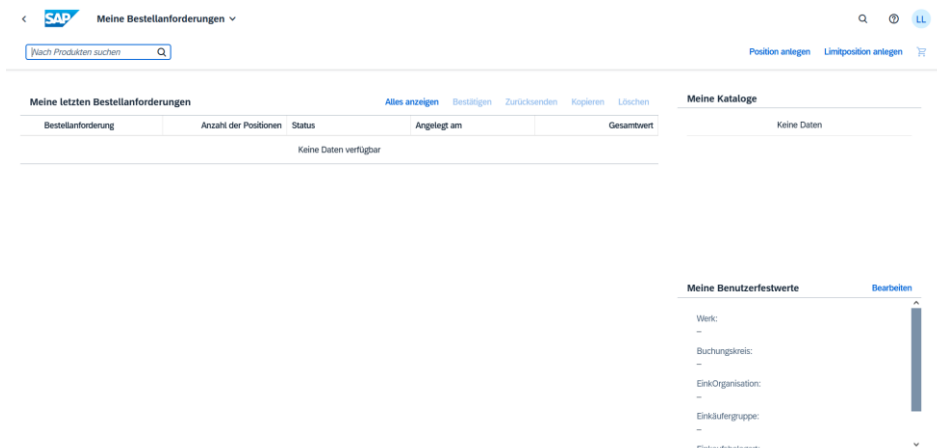 SAP Meine Bestellanforderungen LL
Nach Produkten suchen Position anlegen Limitposition anlegen
Meine letzten Bestellanforderungen Alles anzeigen Bestätigen Zurücksenden Kopieren Löschen
Bestellanforderung Anzahl der Positionen Status Angelegt am Gesamtwert
Keine Daten verfügbar
Meine Kataloge
Keine Daten
Meine Benutzerfestwerte Bearbeiten
Werk:
–
Buchungskreis:
–
EinkOrganisation:
–
Einkäufergruppe:
–